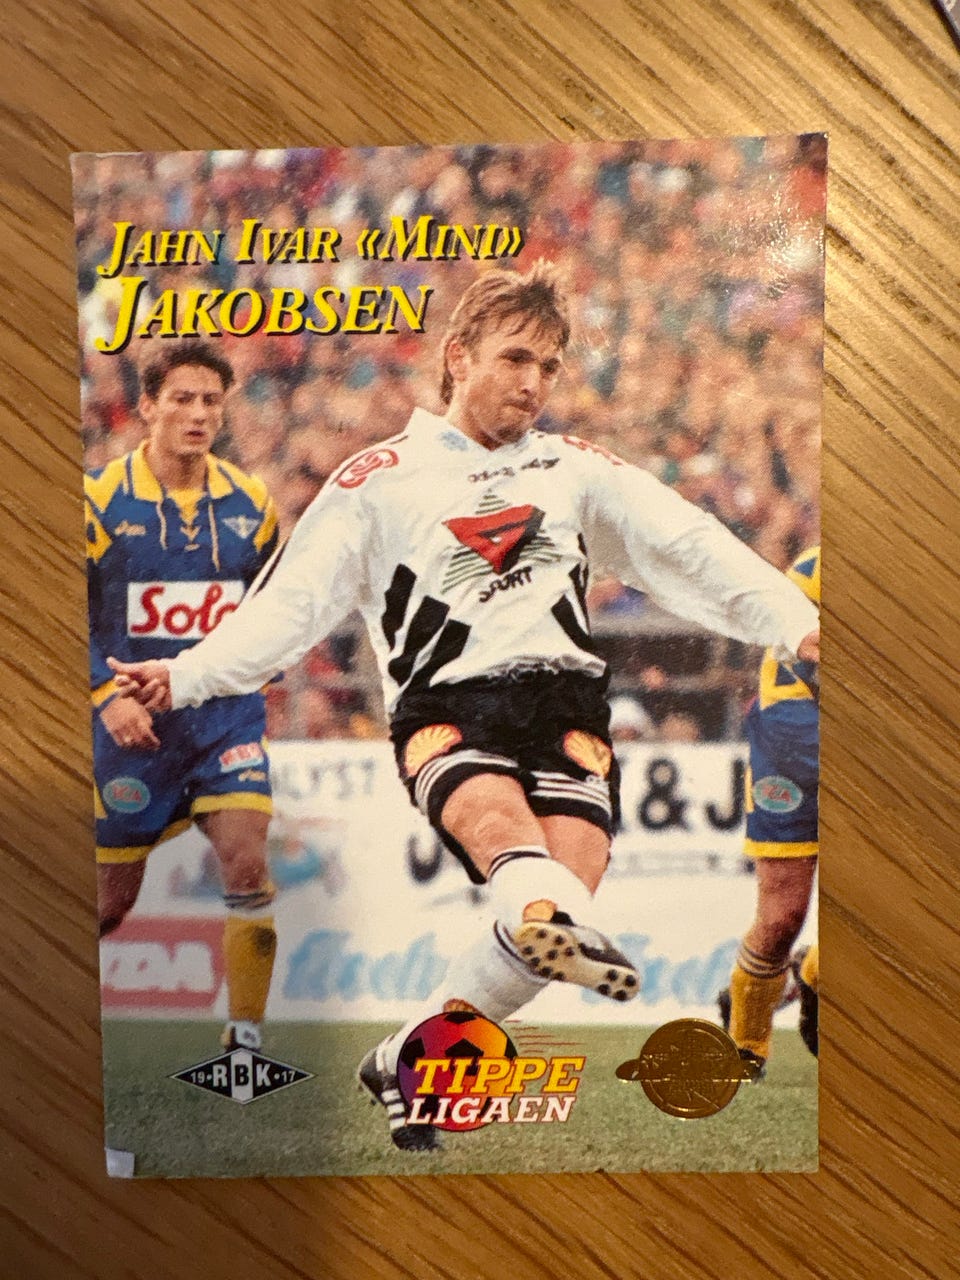 JAHN IVAR «MINI»
JAKOBSEN
Solo
SPORT
& J
19•RBK•17
TIPPE
LIGAEN